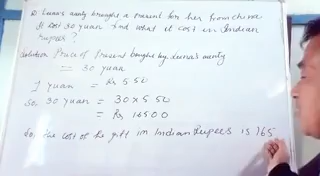 Q Leena's aunty brought a present for her from china
It cost 30 yuan find what it cost in Indian
Rupees?
Solution Price of Present bought by Leena's aunty
= 30 yuan
1 yuan = Rs 5.50
So 30 yuan = 30×5.50
= Rs 165.00
So. The cost of the gift in Indian Rupees is 165